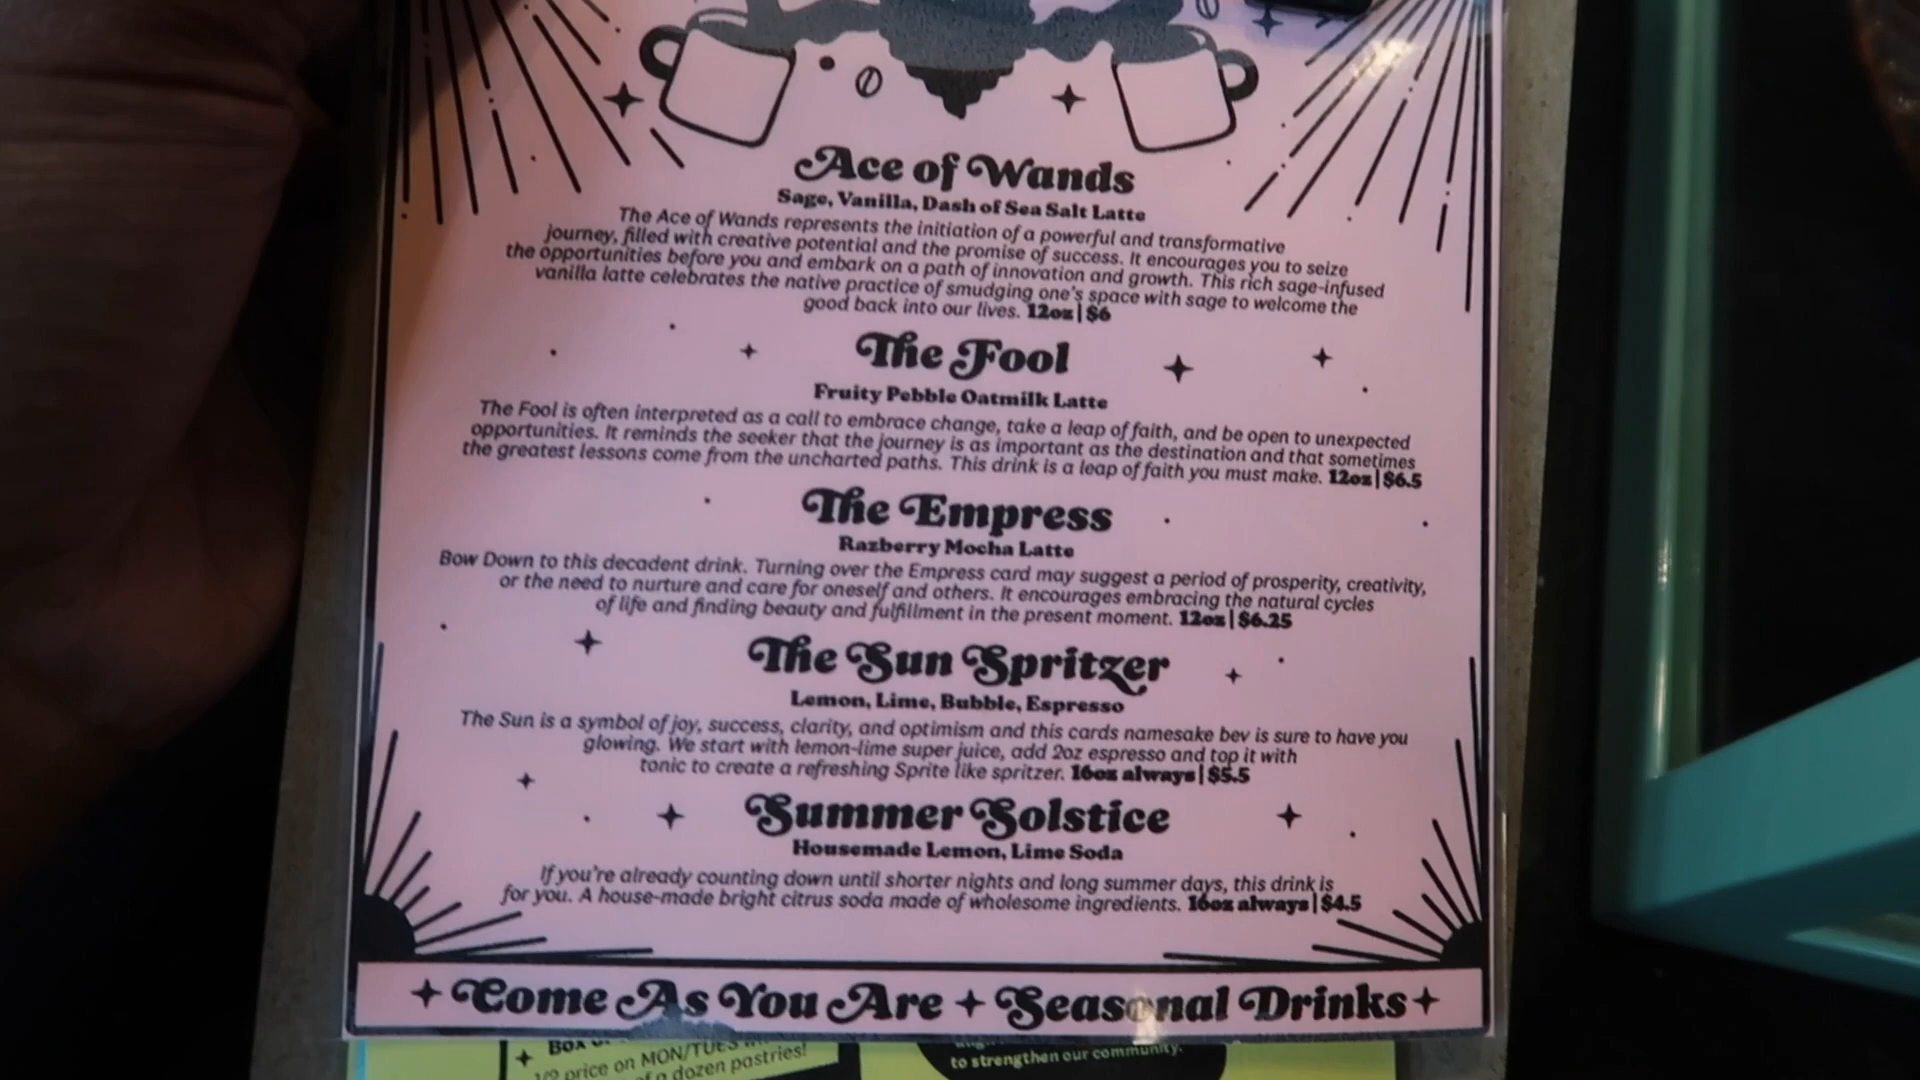 Ace of Wands
Sage, Vanilla, Dash of Sea Salt Latte
The Ace of Wands represents the initiation of a powerful and transformative
journey, filled with creative potential and the promise of success. It encourages you to seize
the opportunities before you and embark on a path of innovation and growth. This rich sage-infused
vanilla latte celebrates the native practice of smudging one's space with sage to welcome the
good back into our lives. 12oz | $6
The Fool
Fruity Pebble Oatmilk Latte
The Fool is often interpreted as a call to embrace change, take a leap of faith, and be open to unexpected
opportunities. It reminds the seeker that the journey is as important as the destination and that sometimes
the greatest lessons come from the uncharted paths. This drink is a leap of faith you must make. 12oz | $6.5
The Empress
Razberry Mocha Latte
Bow Down to this decadent drink. Turning over the Empress card may suggest a period of prosperity, creativity,
or the need to nurture and care for oneself and others. It encourages embracing the natural cycles
of life and finding beauty and fulfillment in the present moment. 12oz | $6.25
The Sun Spritzer
Lemon, Lime, Bubble, Espresso
The Sun is a symbol of joy, success, clarity, and optimism and this cards namesake bev is sure to have you
glowing. We start with lemon-lime super juice, add 2oz espresso and top it with
tonic to create a refreshing Sprite like spritzer. 16oz always | $5.5
Summer Solstice
Housemade Lemon, Lime Soda
If you're already counting down until shorter nights and long summer days, this drink is
for you. A house-made bright citrus soda made of wholesome ingredients. 16oz always | $4.5
Come As You Are Seasonal Drinks
Box
1/2 price on MON/TUES
of a dozen pastries!
to strengthen our community.